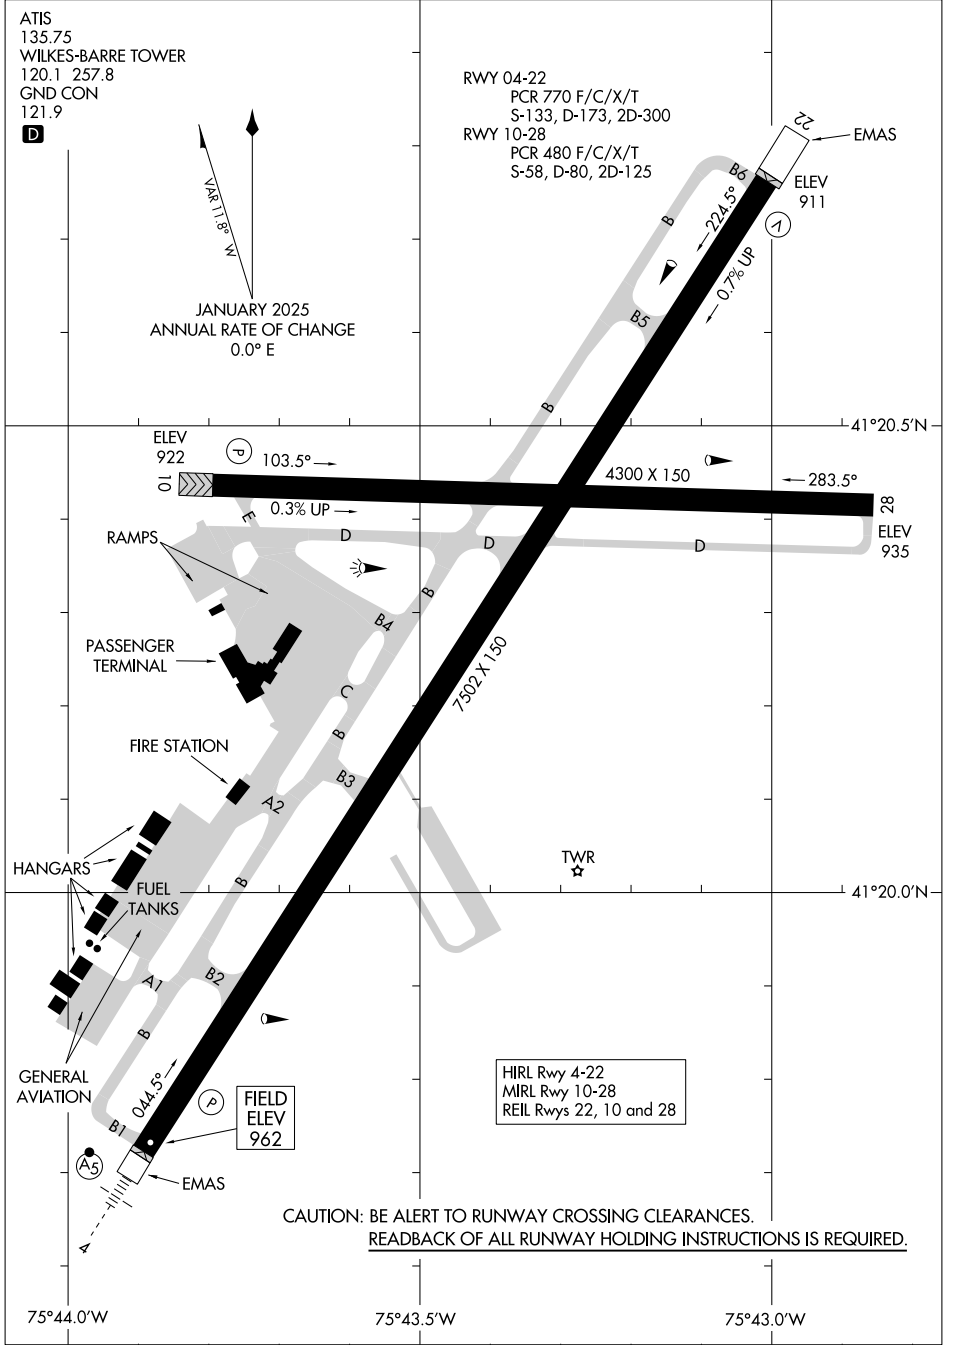 ATIS
135.75
WILKES-BARRE TOWER
120.1 257.8
GND CON
121.9
D
VAR 11.8° W
JANUARY 2025
ANNUAL RATE OF CHANGE
0.0° E
RWY 04-22
PCR 770 F/C/X/T
S-133, D-173, 2D-300
RWY 10-28
PCR 480 F/C/X/T
S-58, D-80, 2D-125
22
EMAS
ELEV
911
V
B6
224.5°
0.7% UP
B
B5
B
41°20.5'N
ELEV
922
P
10
103.5°
0.3% UP
4300 X 150
283.5°
28
ELEV
935
E
D
D
D
RAMPS
B
B4
PASSENGER
TERMINAL
7502 X 150
C
B
FIRE STATION
B3
A2
HANGARS
TWR
B
FUEL
TANKS
41°20.0'N
A1
B2
B
GENERAL
AVIATION
044.5°
P
FIELD
ELEV
962
HIRL Rwy 4-22
MIRL Rwy 10-28
REIL Rwys 22, 10 and 28
B1
A5
EMAS
4
CAUTION: BE ALERT TO RUNWAY CROSSING CLEARANCES.
READBACK OF ALL RUNWAY HOLDING INSTRUCTIONS IS REQUIRED.
75°44.0'W
75°43.5'W
75°43.0'W